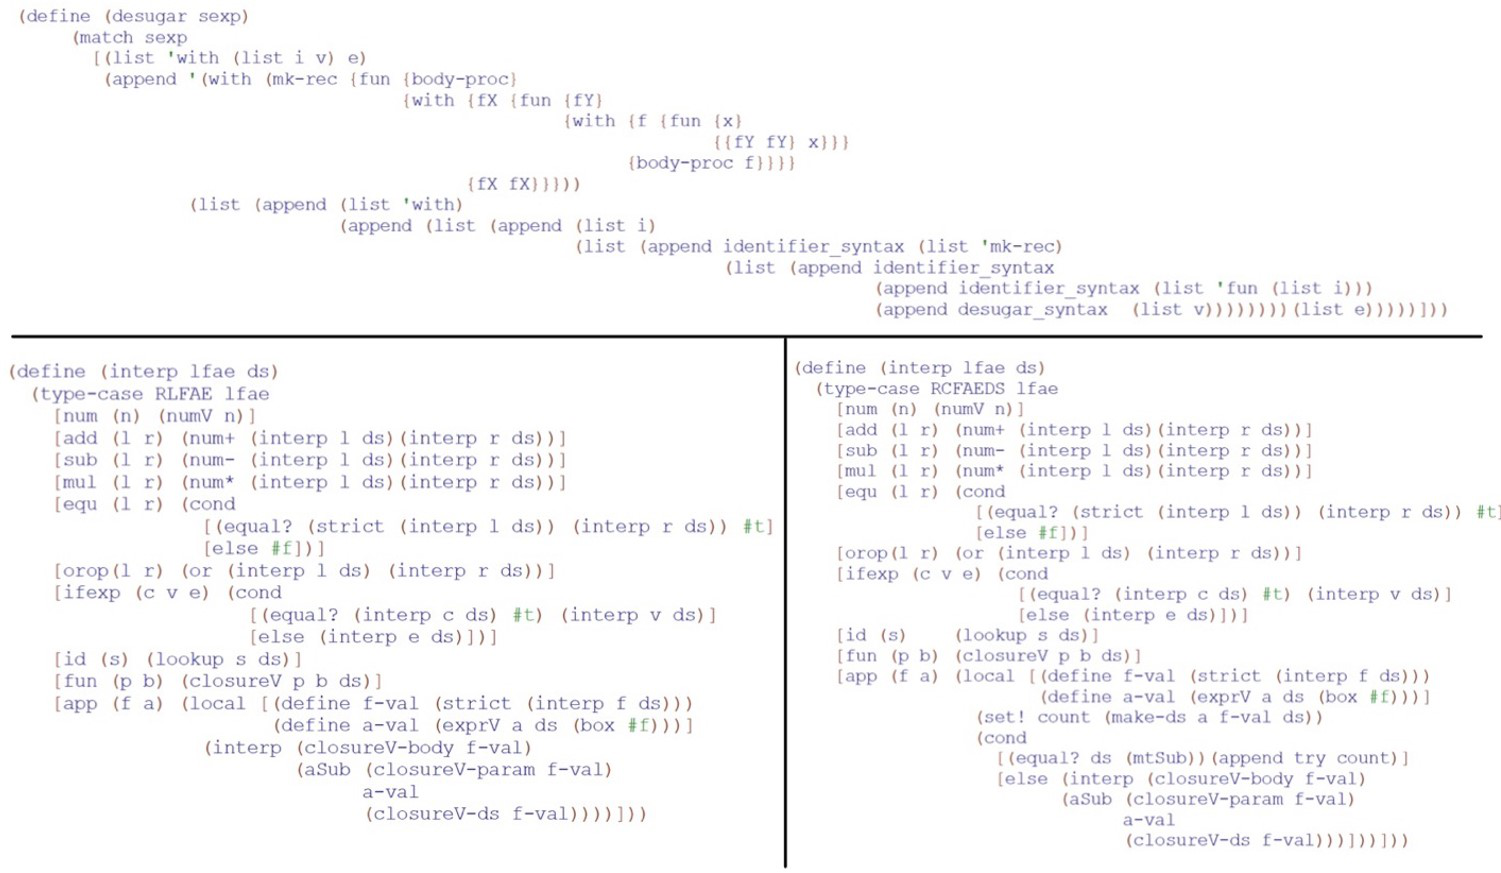 (define (desugar sexp)
(match sexp
[(list 'with (list i v) e)
(append '(with (mk-rec {fun {body-proc}
{with {fX {fun {fY}
{with {f {fun {x}
{{fY fY} x}}}
{body-proc f}}}}
{fX fX}}}))
(list (append (list 'with)
(append (list (append (list i)
(list (append identifier_syntax (list 'mk-rec)
(list (append identifier_syntax
(append identifier_syntax (list 'fun (list i)))
(append desugar_syntax (list v))))))))(list e)))))]))
(define (interp lfae ds)
(type-case RLFAE lfae
[num (n) (numV n)]
[add (l r) (num+ (interp l ds)(interp r ds))]
[sub (l r) (num- (interp l ds)(interp r ds))]
[mul (l r) (num* (interp l ds)(interp r ds))]
[equ (l r) (cond
[(equal? (strict (interp l ds)) (interp r ds)) #t]
[else #f])]
[orop(l r) (or (interp l ds) (interp r ds))]
[ifexp (c v e) (cond
[(equal? (interp c ds) #t) (interp v ds)]
[else (interp e ds)])]
[id (s) (lookup s ds)]
[fun (p b) (closureV p b ds)]
[app (f a) (local [(define f-val (strict (interp f ds)))
(define a-val (exprV a ds (box #f)))]
(interp (closureV-body f-val)
(aSub (closureV-param f-val)
a-val
(closureV-ds f-val))))]))
(define (interp lfae ds)
(type-case RCFAEDS lfae
[num (n) (numV n)]
[add (l r) (num+ (interp l ds)(interp r ds))]
[sub (l r) (num- (interp l ds)(interp r ds))]
[mul (l r) (num* (interp l ds)(interp r ds))]
[equ (l r) (cond
[(equal? (strict (interp l ds)) (interp r ds)) #t]
[else #f])]
[orop(l r) (or (interp l ds) (interp r ds))]
[ifexp (c v e) (cond
[(equal? (interp c ds) #t) (interp v ds)]
[else (interp e ds)])]
[id (s) (lookup s ds)]
[fun (p b) (closureV p b ds)]
[app (f a) (local [(define f-val (strict (interp f ds)))
(define a-val (exprV a ds (box #f)))]
(set! count (make-ds a f-val ds))
(cond
[(equal? ds (mtSub))(append try count)]
[else (interp (closureV-body f-val)
(aSub (closureV-param f-val)
a-val
(closureV-ds f-val)))]))]))